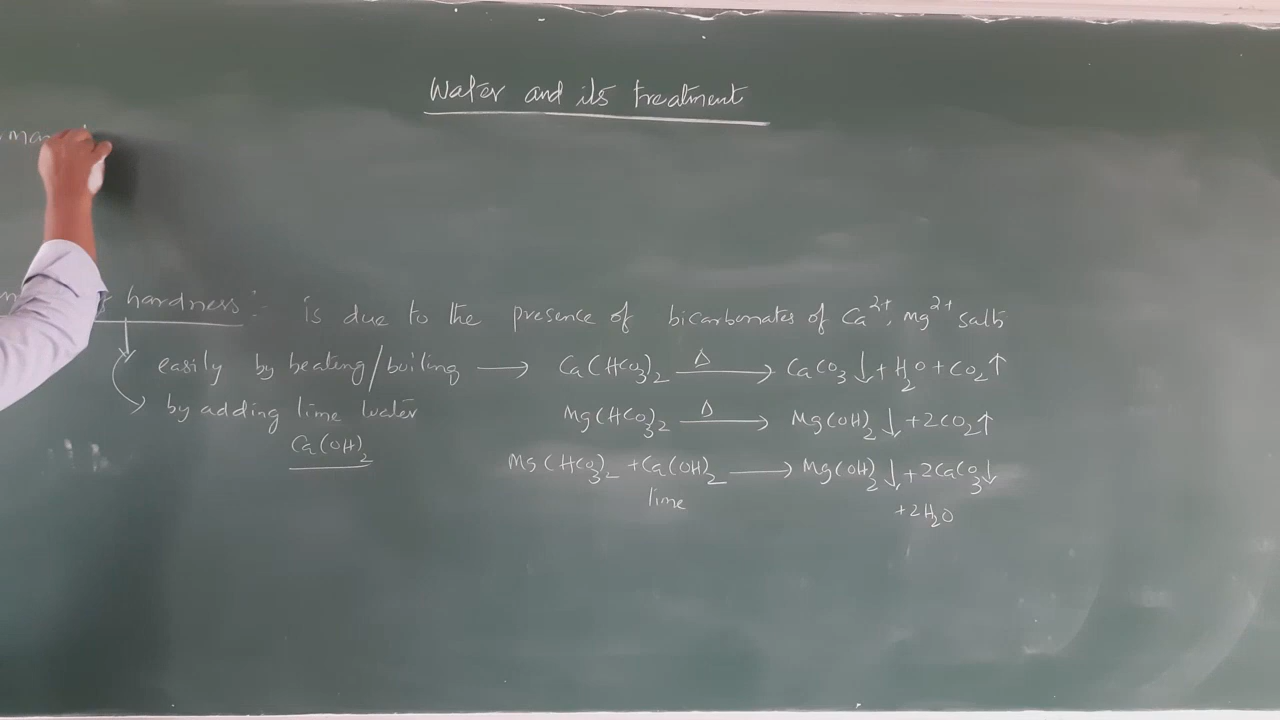 Water and its treatment
hardness :- is due to the presence of bicarbonates of Ca²⁺, Mg²⁺ salts
easily by heating/boiling → Ca(HCO₃)₂ —Δ→ CaCO₃↓ + H₂O + CO₂↑
by adding lime water Mg(HCO₃)₂ —Δ→ Mg(OH)₂↓ + 2CO₂↑
Ca(OH)₂ Mg(HCO₃)₂ + Ca(OH)₂ → Mg(OH)₂↓ + 2CaCO₃↓
lime + 2H₂O